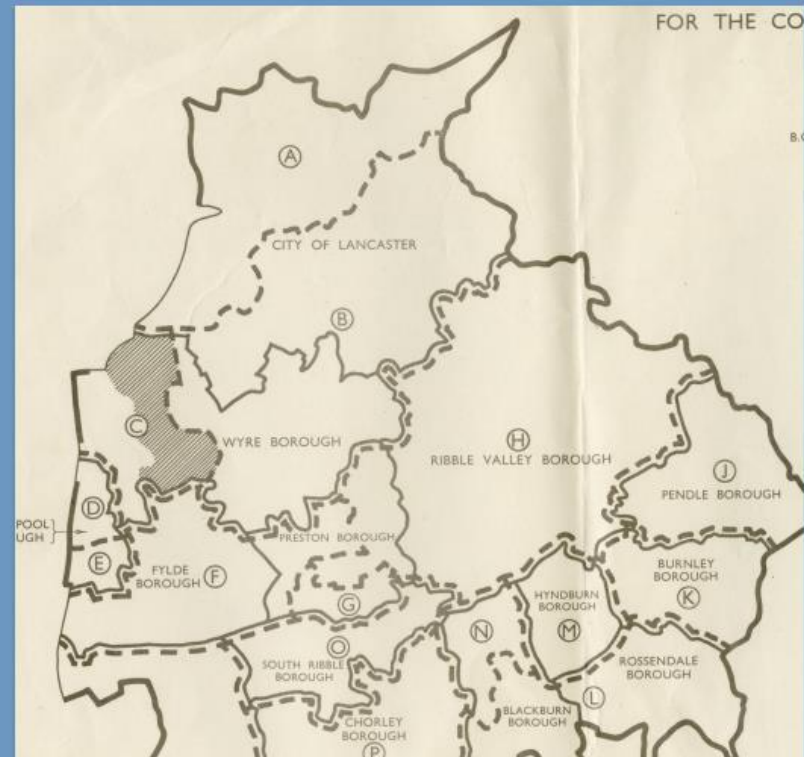 FOR THE CO
B.C
A
CITY OF LANCASTER
B
C
WYRE BOROUGH
H
RIBBLE VALLEY BOROUGH
J
PENDLE BOROUGH
D
POOL
UGH
PRESTON BOROUGH
E
FYLDE
BOROUGH F
BURNLEY
BOROUGH
K
HYNDBURN
BOROUGH
M
G
N
O
SOUTH RIBBLE
BOROUGH
ROSSENDALE
BOROUGH
L
BLACKBURN
BOROUGH
CHORLEY
BOROUGH
P